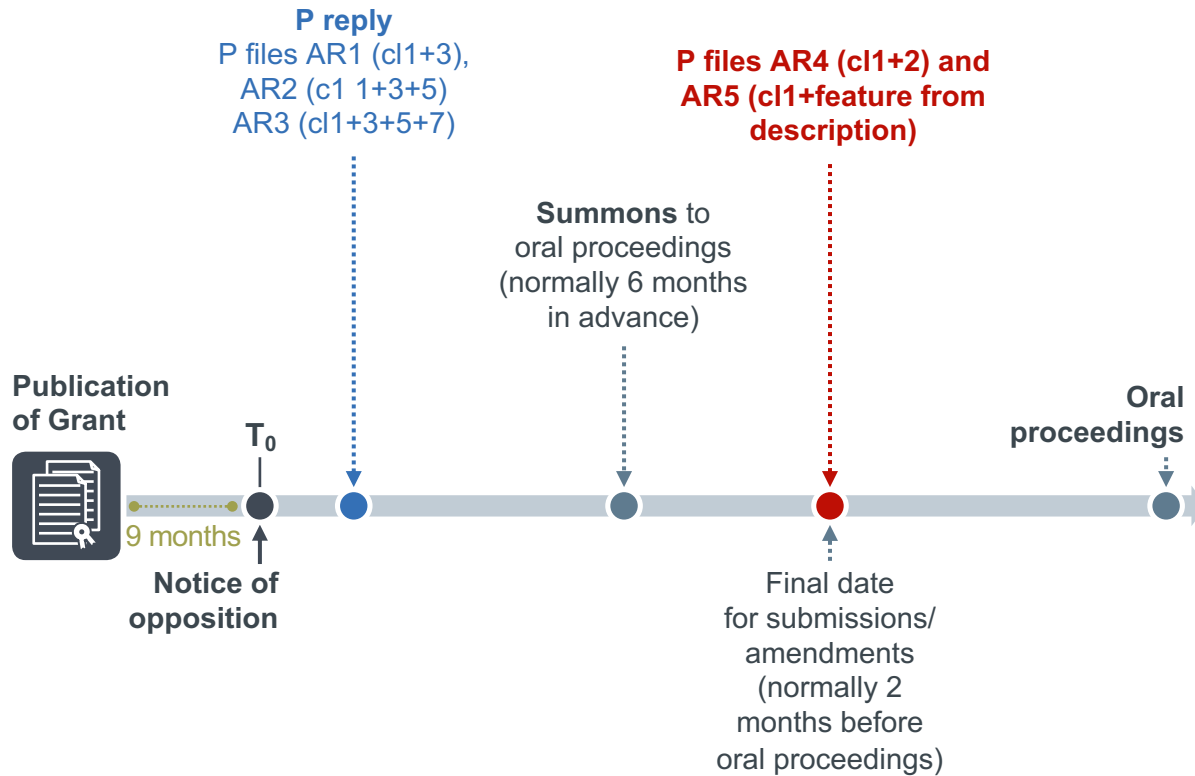 P reply
P files AR1 (cl1+3),
AR2 (c1 1+3+5)
AR3 (cl1+3+5+7)
P files AR4 (cl1+2) and
AR5 (cl1+feature from
description)
Summons to
oral proceedings
(normally 6 months
in advance)
Publication
of Grant
T₀
Oral
proceedings
9 months
Notice of
opposition
Final date
for submissions/
amendments
(normally 2
months before
oral proceedings)